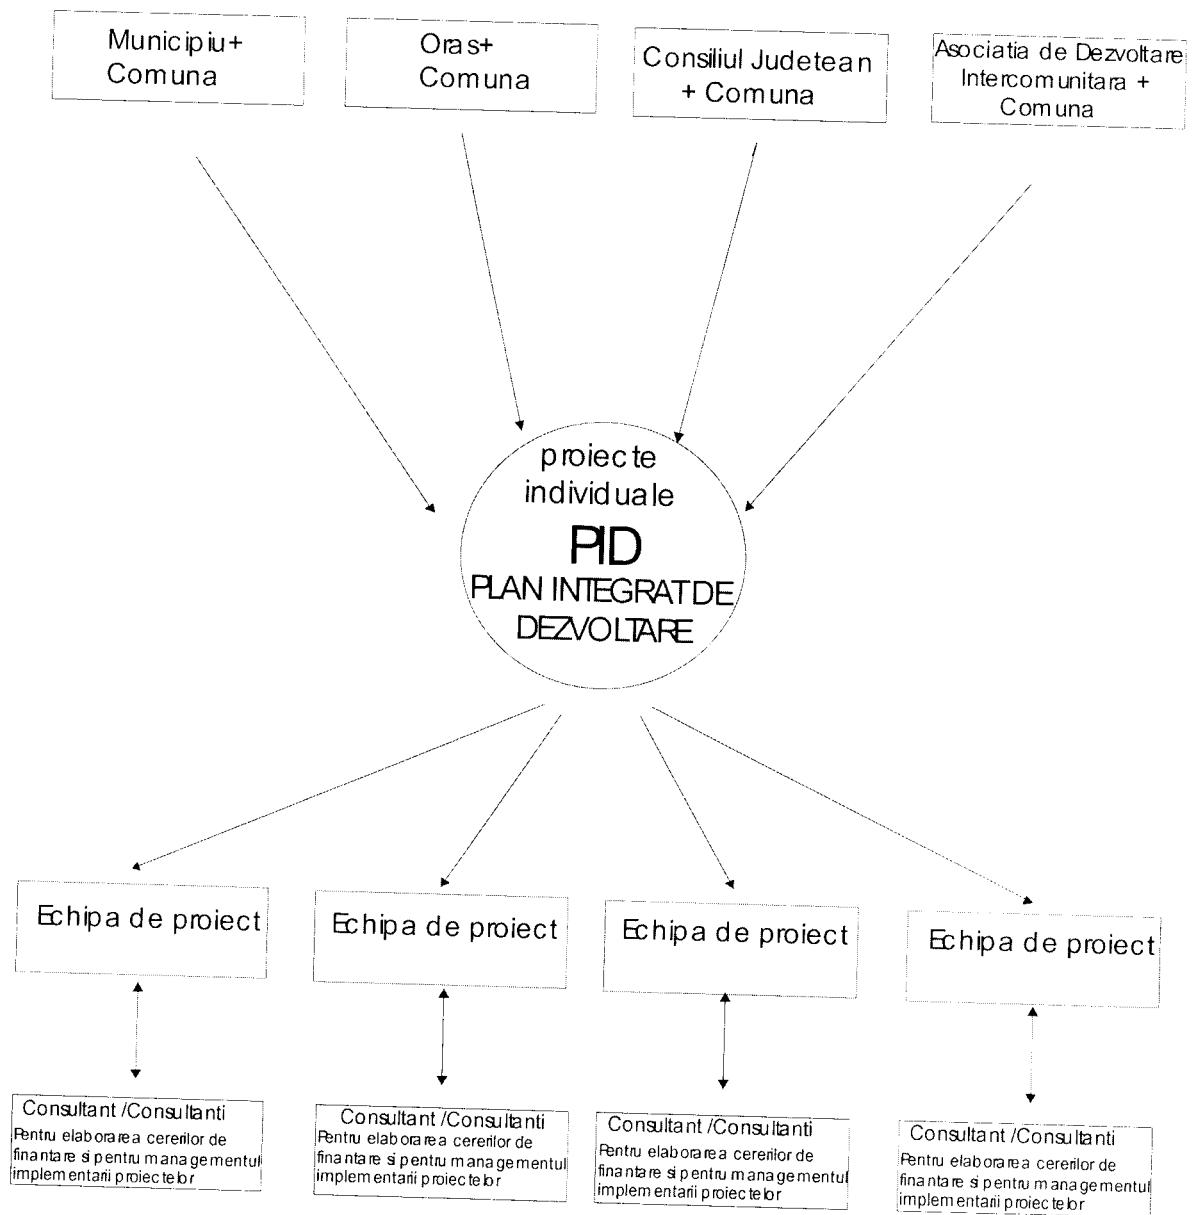 Municipiu+
Comuna
Oras+
Comuna
Consiliul Judetean
+ Comuna
Asociatia de Dezvoltare
Intercomunitara +
Comuna
proiecte
individuale
PID
PLAN INTEGRAT DE
DEZVOLTARE
Echipa de proiect
Echipa de proiect
Echipa de proiect
Echipa de proiect
Consultant /Consultanti
Pentru elaborarea cererilor de
finantare si pentru managementul
implementarii proiectelor
Consultant /Consultanti
Pentru elaborarea cererilor de
finantare si pentru managementul
implementarii proiectelor
Consultant /Consultanti
Pentru elaborarea cererilor de
finantare si pentru managementul
implementarii proiectelor
Consultant /Consultanti
Pentru elaborarea cererilor de
finantare si pentru managementul
implementarii proiectelor